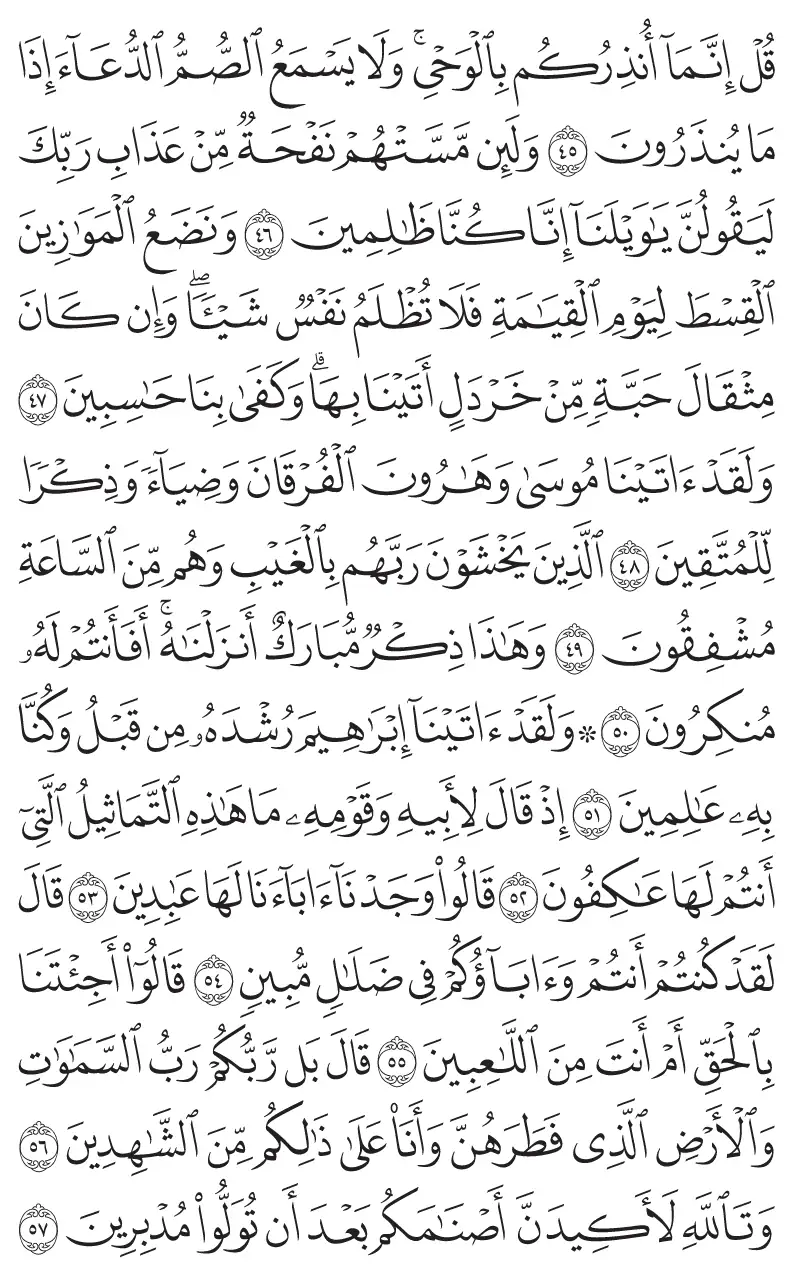 قُلْ إِنَّمَآ أُنذِرُكُم بِٱلْوَحْىِ ۚ وَلَا يَسْمَعُ ٱلصُّمُّ ٱلدُّعَآءَ إِذَا
مَا يُنذَرُونَ ٤٥ وَلَئِن مَّسَّتْهُمْ نَفْحَةٌ مِّنْ عَذَابِ رَبِّكَ
لَيَقُولُنَّ يَـٰوَيْلَنَآ إِنَّا كُنَّا ظَـٰلِمِينَ ٤٦ وَنَضَعُ ٱلْمَوَٰزِينَ
ٱلْقِسْطَ لِيَوْمِ ٱلْقِيَـٰمَةِ فَلَا تُظْلَمُ نَفْسٌ شَيْـًٔا ۖ وَإِن كَانَ
مِثْقَالَ حَبَّةٍ مِّنْ خَرْدَلٍ أَتَيْنَا بِهَا ۗ وَكَفَىٰ بِنَا حَـٰسِبِينَ ٤٧
وَلَقَدْ ءَاتَيْنَا مُوسَىٰ وَهَـٰرُونَ ٱلْفُرْقَانَ وَضِيَآءً وَذِكْرًا
لِّلْمُتَّقِينَ ٤٨ ٱلَّذِينَ يَخْشَوْنَ رَبَّهُم بِٱلْغَيْبِ وَهُم مِّنَ ٱلسَّاعَةِ
مُشْفِقُونَ ٤٩ وَهَـٰذَا ذِكْرٌ مُّبَارَكٌ أَنزَلْنَـٰهُ ۚ أَفَأَنتُمْ لَهُۥ
مُنكِرُونَ ٥٠ * وَلَقَدْ ءَاتَيْنَآ إِبْرَٰهِيمَ رُشْدَهُۥ مِن قَبْلُ وَكُنَّا
بِهِۦ عَـٰلِمِينَ ٥١ إِذْ قَالَ لِأَبِيهِ وَقَوْمِهِۦ مَا هَـٰذِهِ ٱلتَّمَاثِيلُ ٱلَّتِىٓ
أَنتُمْ لَهَا عَـٰكِفُونَ ٥٢ قَالُوا۟ وَجَدْنَآ ءَابَآءَنَا لَهَا عَـٰبِدِينَ ٥٣ قَالَ
لَقَدْ كُنتُمْ أَنتُمْ وَءَابَآؤُكُمْ فِى ضَلَـٰلٍ مُّبِينٍ ٥٤ قَالُوٓا۟ أَجِئْتَنَا
بِٱلْحَقِّ أَمْ أَنتَ مِنَ ٱللَّـٰعِبِينَ ٥٥ قَالَ بَل رَّبُّكُمْ رَبُّ ٱلسَّمَـٰوَٰتِ
وَٱلْأَرْضِ ٱلَّذِى فَطَرَهُنَّ وَأَنَا۠ عَلَىٰ ذَٰلِكُم مِّنَ ٱلشَّـٰهِدِينَ ٥٦
وَتَٱللَّهِ لَأَكِيدَنَّ أَصْنَـٰمَكُم بَعْدَ أَن تُوَلُّوا۟ مُدْبِرِينَ ٥٧